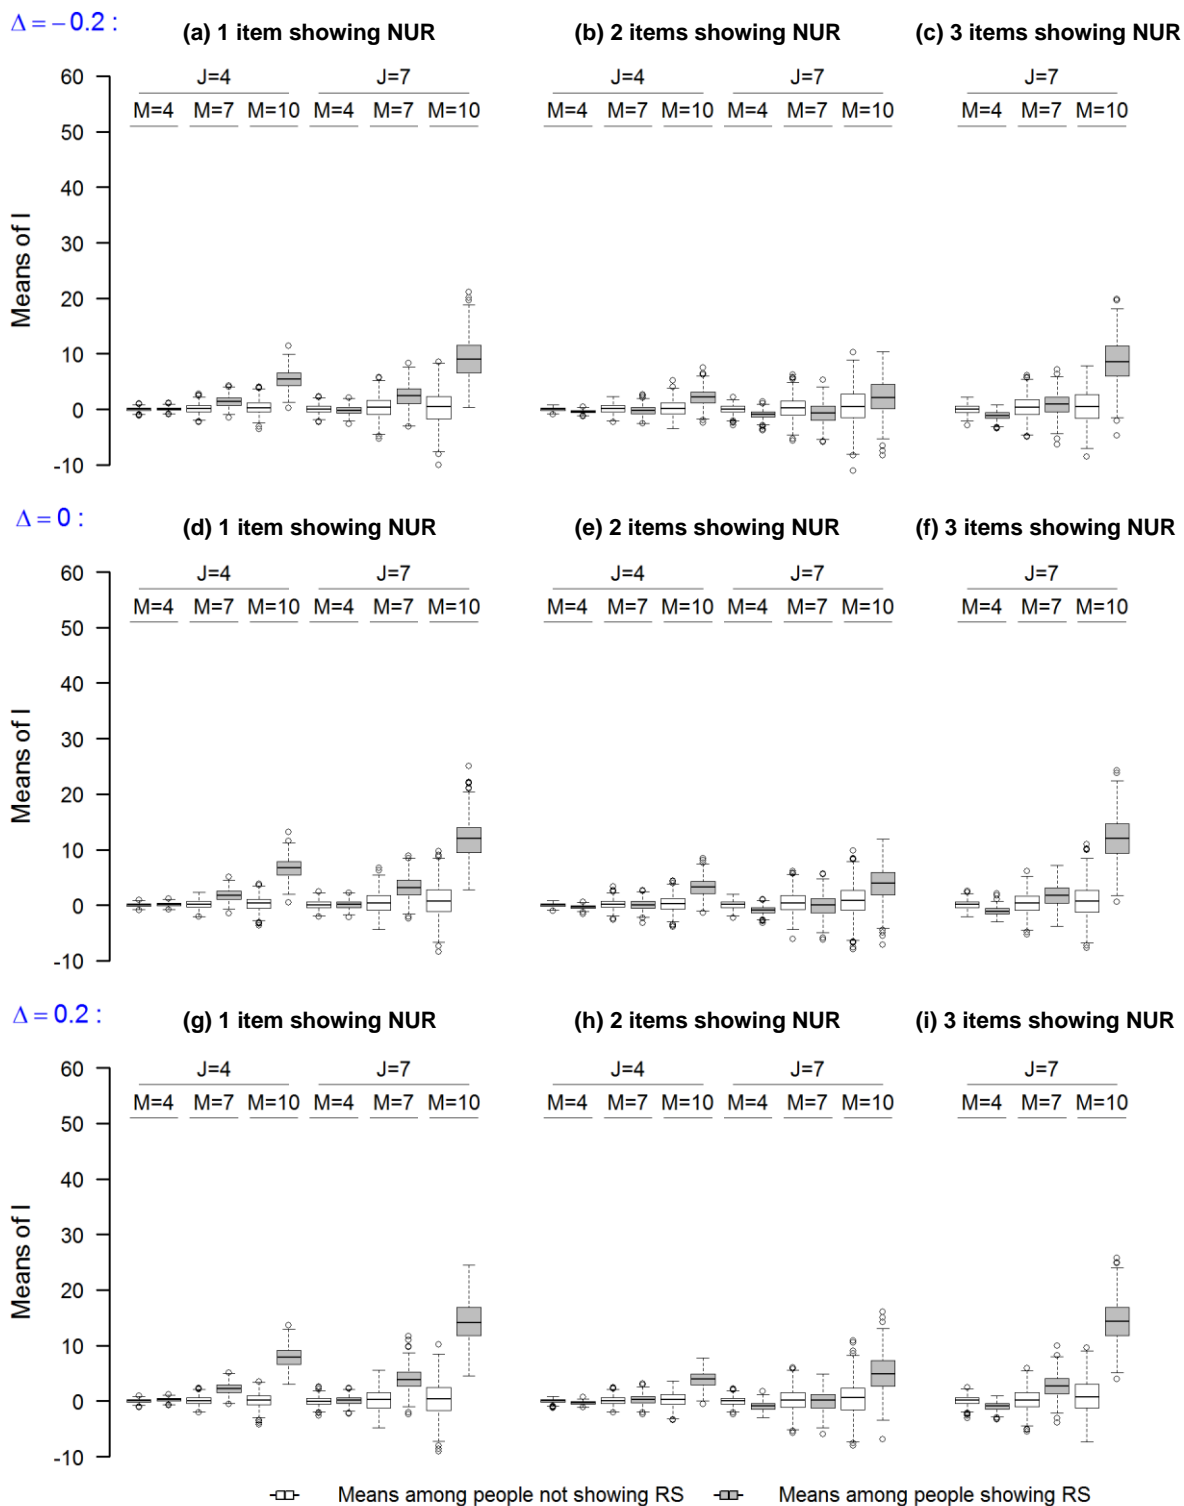 Δ = − 0.2 :
(a) 1 item showing NUR
(b) 2 items showing NUR
(c) 3 items showing NUR
J=4
J=7
J=4
J=7
J=7
M=4 M=7 M=10 M=4 M=7 M=10
M=4 M=7 M=10 M=4 M=7 M=10
M=4 M=7 M=10
60
50
40
30
20
10
0
-10
Means of I
Δ = 0 :
(d) 1 item showing NUR
(e) 2 items showing NUR
(f) 3 items showing NUR
J=4
J=7
J=4
J=7
J=7
M=4 M=7 M=10 M=4 M=7 M=10
M=4 M=7 M=10 M=4 M=7 M=10
M=4 M=7 M=10
60
50
40
30
20
10
0
-10
Means of I
Δ = 0.2 :
(g) 1 item showing NUR
(h) 2 items showing NUR
(i) 3 items showing NUR
J=4
J=7
J=4
J=7
J=7
M=4 M=7 M=10 M=4 M=7 M=10
M=4 M=7 M=10 M=4 M=7 M=10
M=4 M=7 M=10
60
50
40
30
20
10
0
-10
Means of I
Means among people not showing RS
Means among people showing RS